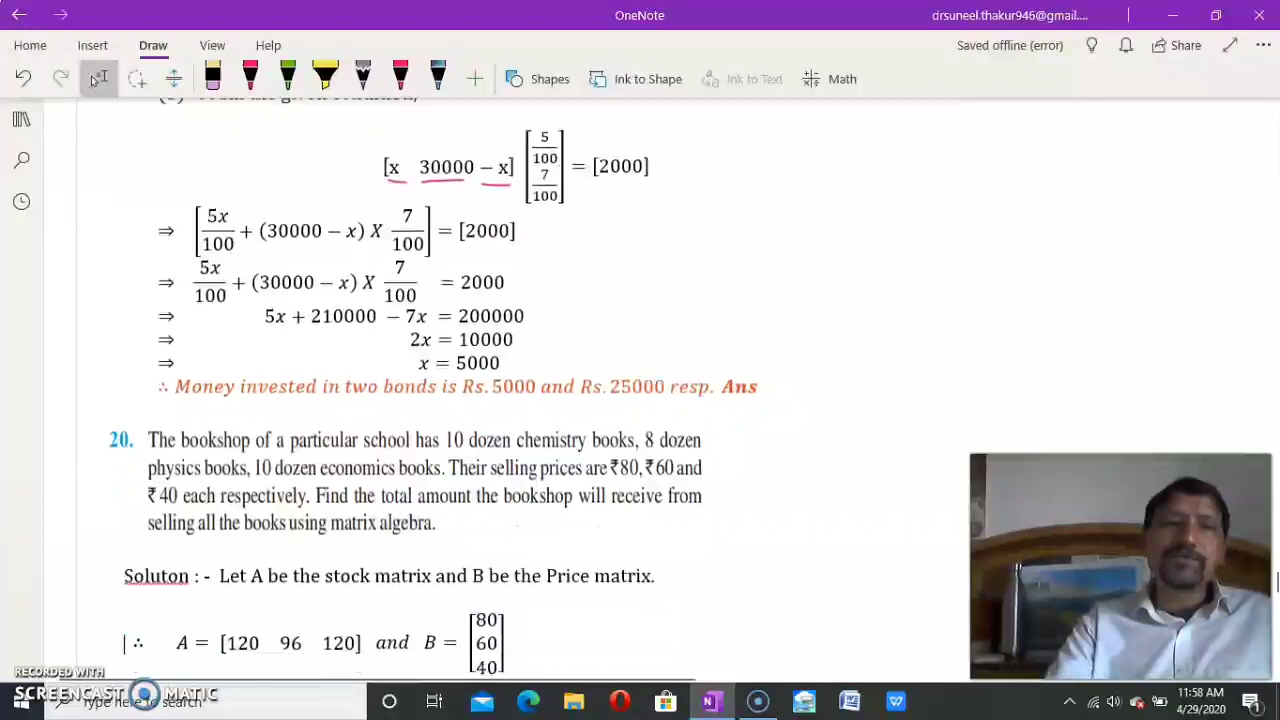 OneNote
drsuneel.thakur946@gmail....
Home Insert Draw View Help
Saved offline (error)
Share
Shapes Ink to Shape Ink to Text Math
[x 30000 − x] [5/100 7/100] = [2000]
⇒ [5x/100 + (30000 − x) X 7/100] = [2000]
⇒ 5x/100 + (30000 − x) X 7/100 = 2000
⇒ 5x + 210000 − 7x = 200000
⇒ 2x = 10000
⇒ x = 5000
∴ Money invested in two bonds is Rs. 5000 and Rs. 25000 resp. Ans
20. The bookshop of a particular school has 10 dozen chemistry books, 8 dozen
physics books, 10 dozen economics books. Their selling prices are ₹80, ₹60 and
₹40 each respectively. Find the total amount the bookshop will receive from
selling all the books using matrix algebra.
Soluton : - Let A be the stock matrix and B be the Price matrix.
∴ A = [120 96 120] and B = [80 60 40]
RECORDED WITH
SCREENCAST MATIC
Type here to search
11:58 AM
4/29/2020